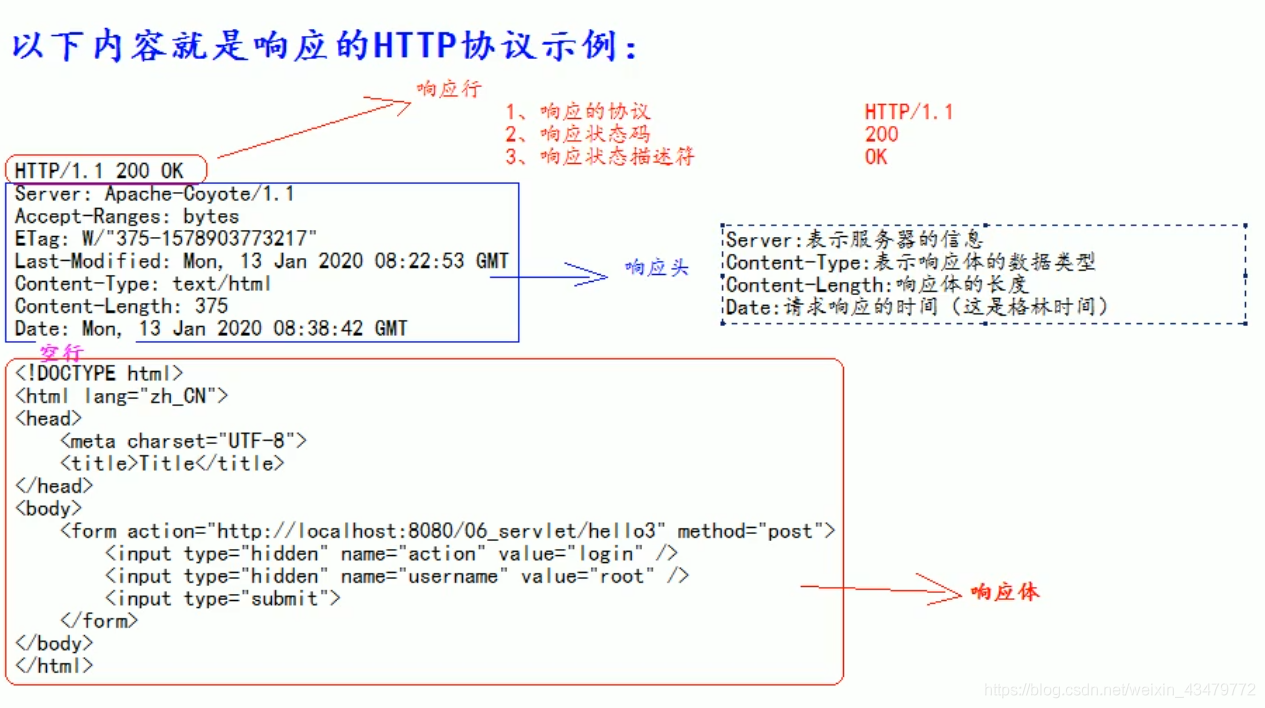 以下内容就是响应的HTTP协议示例：
响应行
1、响应的协议 HTTP/1.1
2、响应状态码 200
3、响应状态描述符 OK
HTTP/1.1 200 OK
Server: Apache-Coyote/1.1
Accept-Ranges: bytes
ETag: W/"375-1578903773217"
Last-Modified: Mon, 13 Jan 2020 08:22:53 GMT
Content-Type: text/html
Content-Length: 375
Date: Mon, 13 Jan 2020 08:38:42 GMT
响应头
Server:表示服务器的信息
Content-Type:表示响应体的数据类型
Content-Length:响应体的长度
Date:请求响应的时间（这是格林时间）
空行
<!DOCTYPE html>
<html lang="zh_CN">
<head>
    <meta charset="UTF-8">
    <title>Title</title>
</head>
<body>
    <form action="http://localhost:8080/06_servlet/hello3" method="post">
        <input type="hidden" name="action" value="login" />
        <input type="hidden" name="username" value="root" />
        <input type="submit">
    </form>
</body>
</html>
响应体
https://blog.csdn.net/weixin_43479772